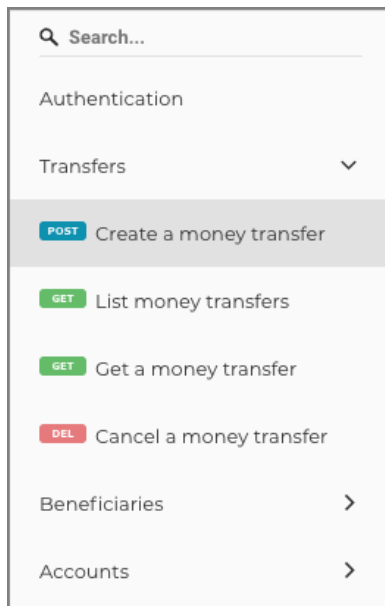 Search...
Authentication
Transfers
POST Create a money transfer
GET List money transfers
GET Get a money transfer
DEL Cancel a money transfer
Beneficiaries
Accounts